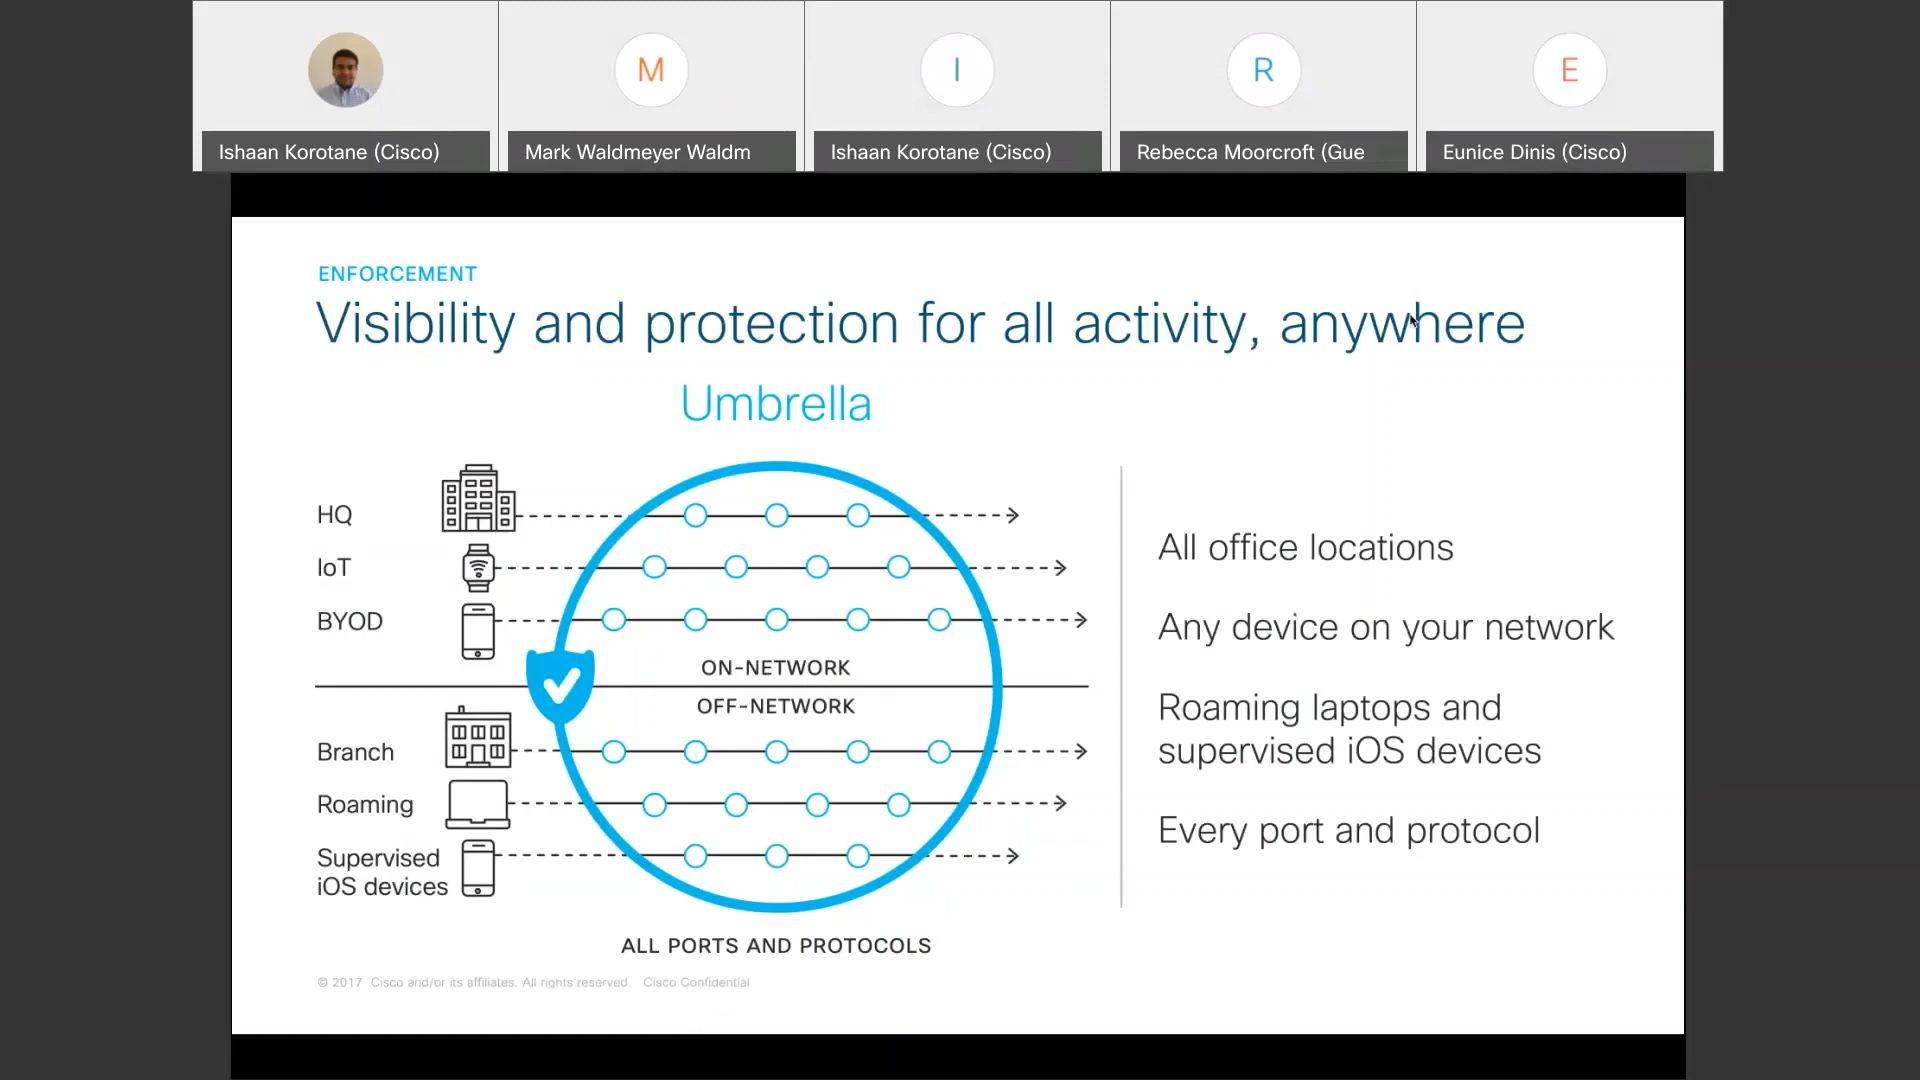 M
I
R
E
Ishaan Korotane (Cisco)
Mark Waldmeyer Waldm
Ishaan Korotane (Cisco)
Rebecca Moorcroft (Gue
Eunice Dinis (Cisco)
ENFORCEMENT
Visibility and protection for all activity, anywhere
Umbrella
HQ
IoT
BYOD
ON-NETWORK
OFF-NETWORK
Branch
Roaming
Supervised
iOS devices
ALL PORTS AND PROTOCOLS
All office locations
Any device on your network
Roaming laptops and
supervised iOS devices
Every port and protocol
© 2017 Cisco and/or its affiliates. All rights reserved. Cisco Confidential